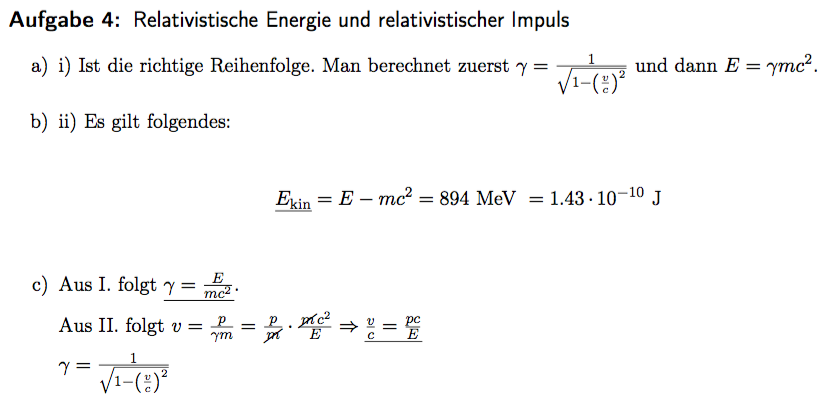 Aufgabe 4: Relativistische Energie und relativistischer Impuls
a) i) Ist die richtige Reihenfolge. Man berechnet zuerst γ = 1/√(1−(v/c)²) und dann E = γmc².
b) ii) Es gilt folgendes:
E_kin = E − mc² = 894 MeV = 1.43 · 10⁻¹⁰ J
c) Aus I. folgt γ = E/mc².
Aus II. folgt v = p/γm = p/m · mc²/E ⇒ v/c = pc/E
γ = 1/√(1−(v/c)²)